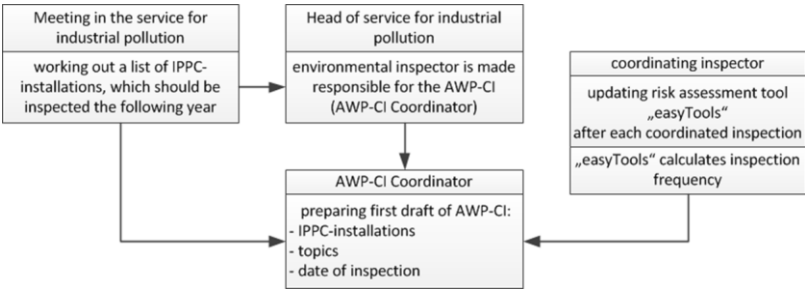 Meeting in the service for
industrial pollution
working out a list of IPPC-
installations, which should be
inspected the following year
Head of service for industrial
pollution
environmental inspector is made
responsible for the AWP-CI
(AWP-CI Coordinator)
coordinating inspector
updating risk assessment tool
„easyTools“
after each coordinated inspection
„easyTools“ calculates inspection
frequency
AWP-CI Coordinator
preparing first draft of AWP-CI:
- IPPC-installations
- topics
- date of inspection